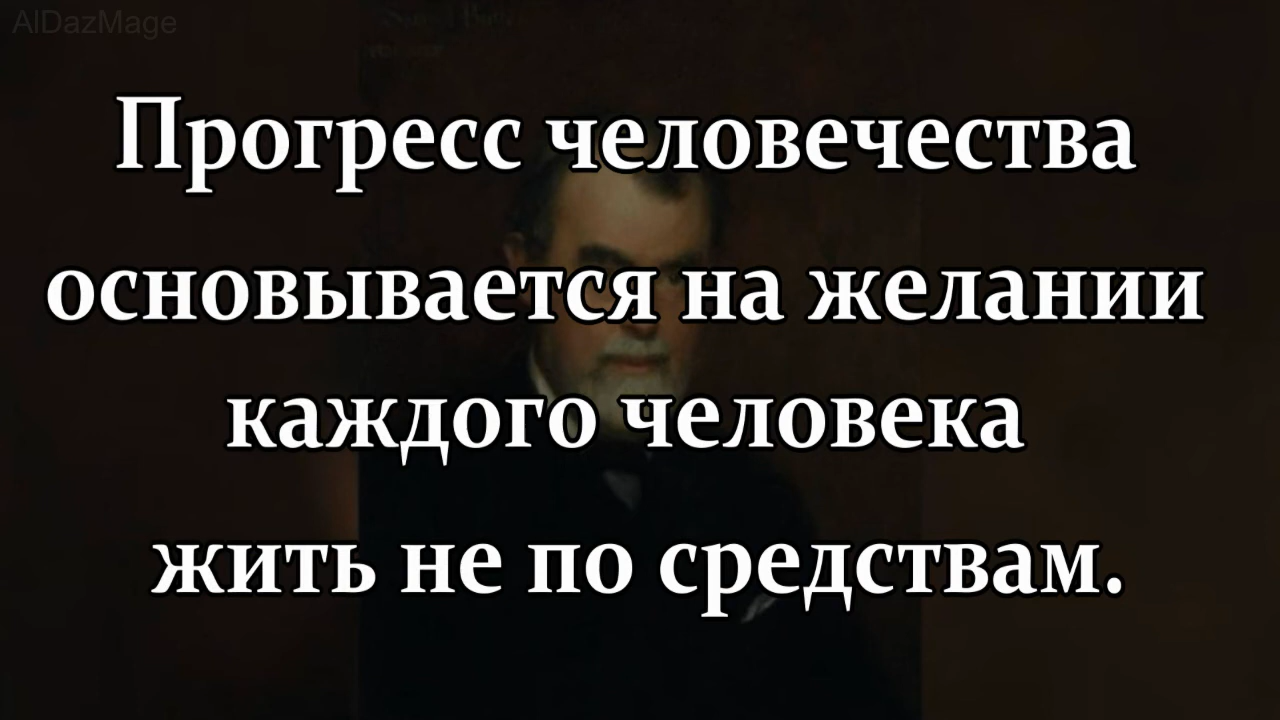 AlDazMage
Прогресс человечества
основывается на желании
каждого человека
жить не по средствам.